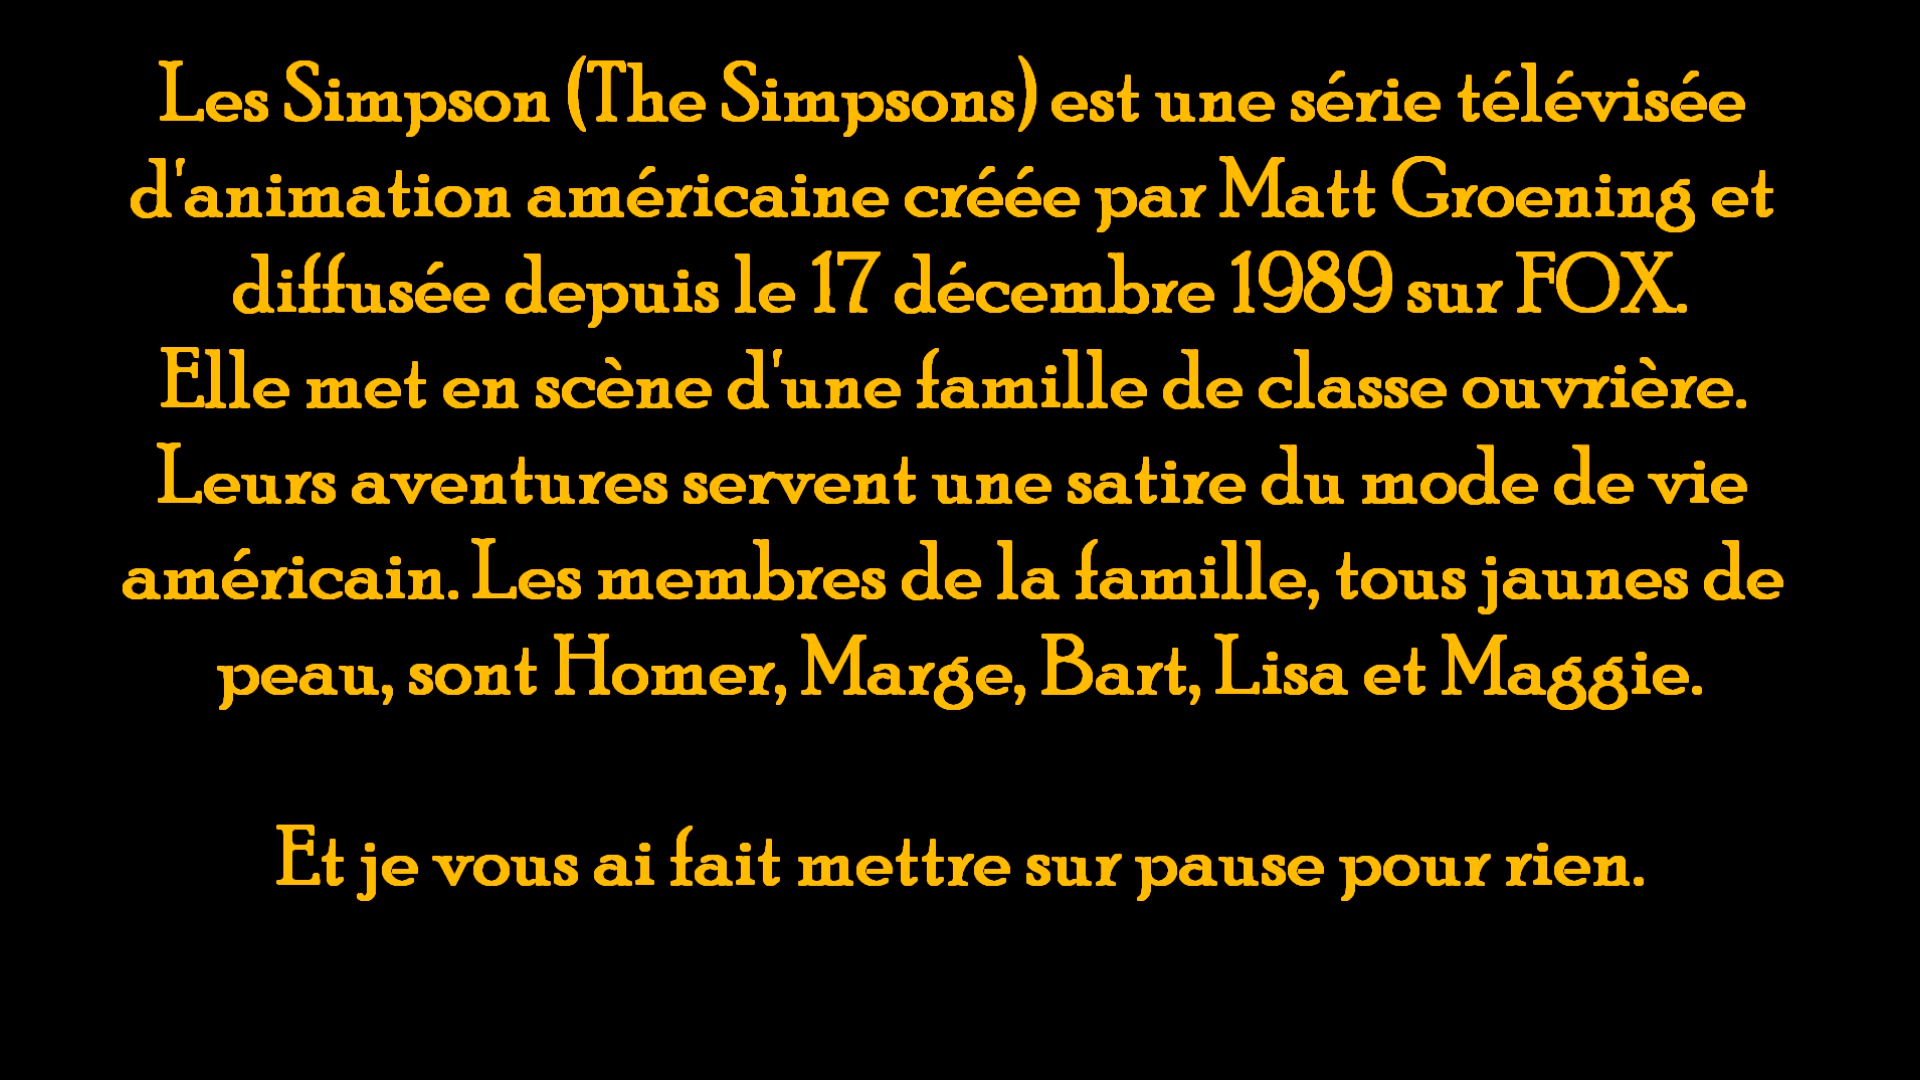 Les Simpson (The Simpsons) est une série télévisée
d'animation américaine créée par Matt Groening et
diffusée depuis le 17 décembre 1989 sur FOX.
Elle met en scène d'une famille de classe ouvrière.
Leurs aventures servent une satire du mode de vie
américain. Les membres de la famille, tous jaunes de
peau, sont Homer, Marge, Bart, Lisa et Maggie.
Et je vous ai fait mettre sur pause pour rien.